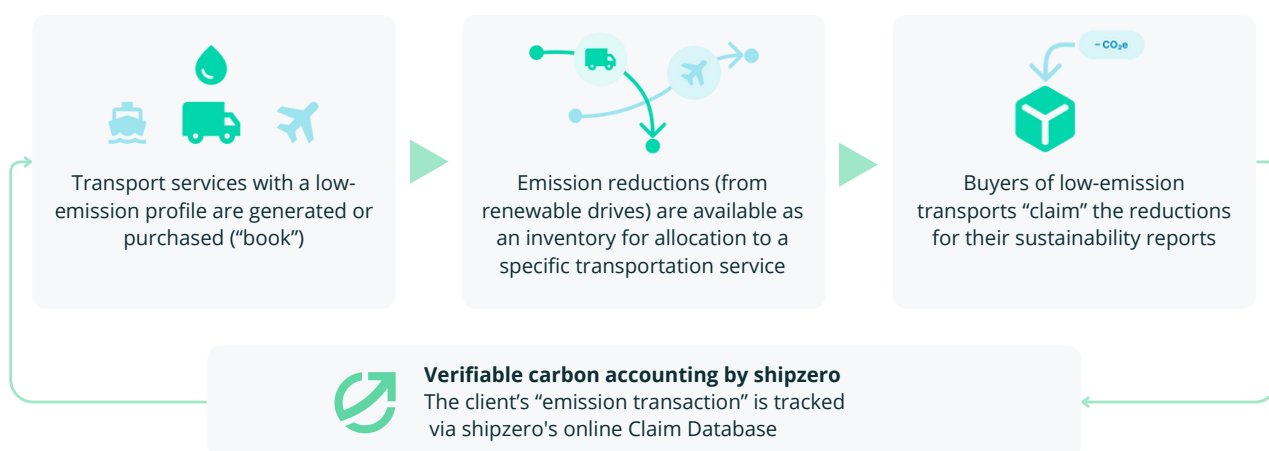 Transport services with a low-
emission profile are generated or
purchased (“book”)
Emission reductions (from
renewable drives) are available as
an inventory for allocation to a
specific transportation service
– CO₂e
Buyers of low-emission
transports “claim” the reductions
for their sustainability reports
Verifiable carbon accounting by shipzero
The client’s “emission transaction” is tracked
via shipzero's online Claim Database